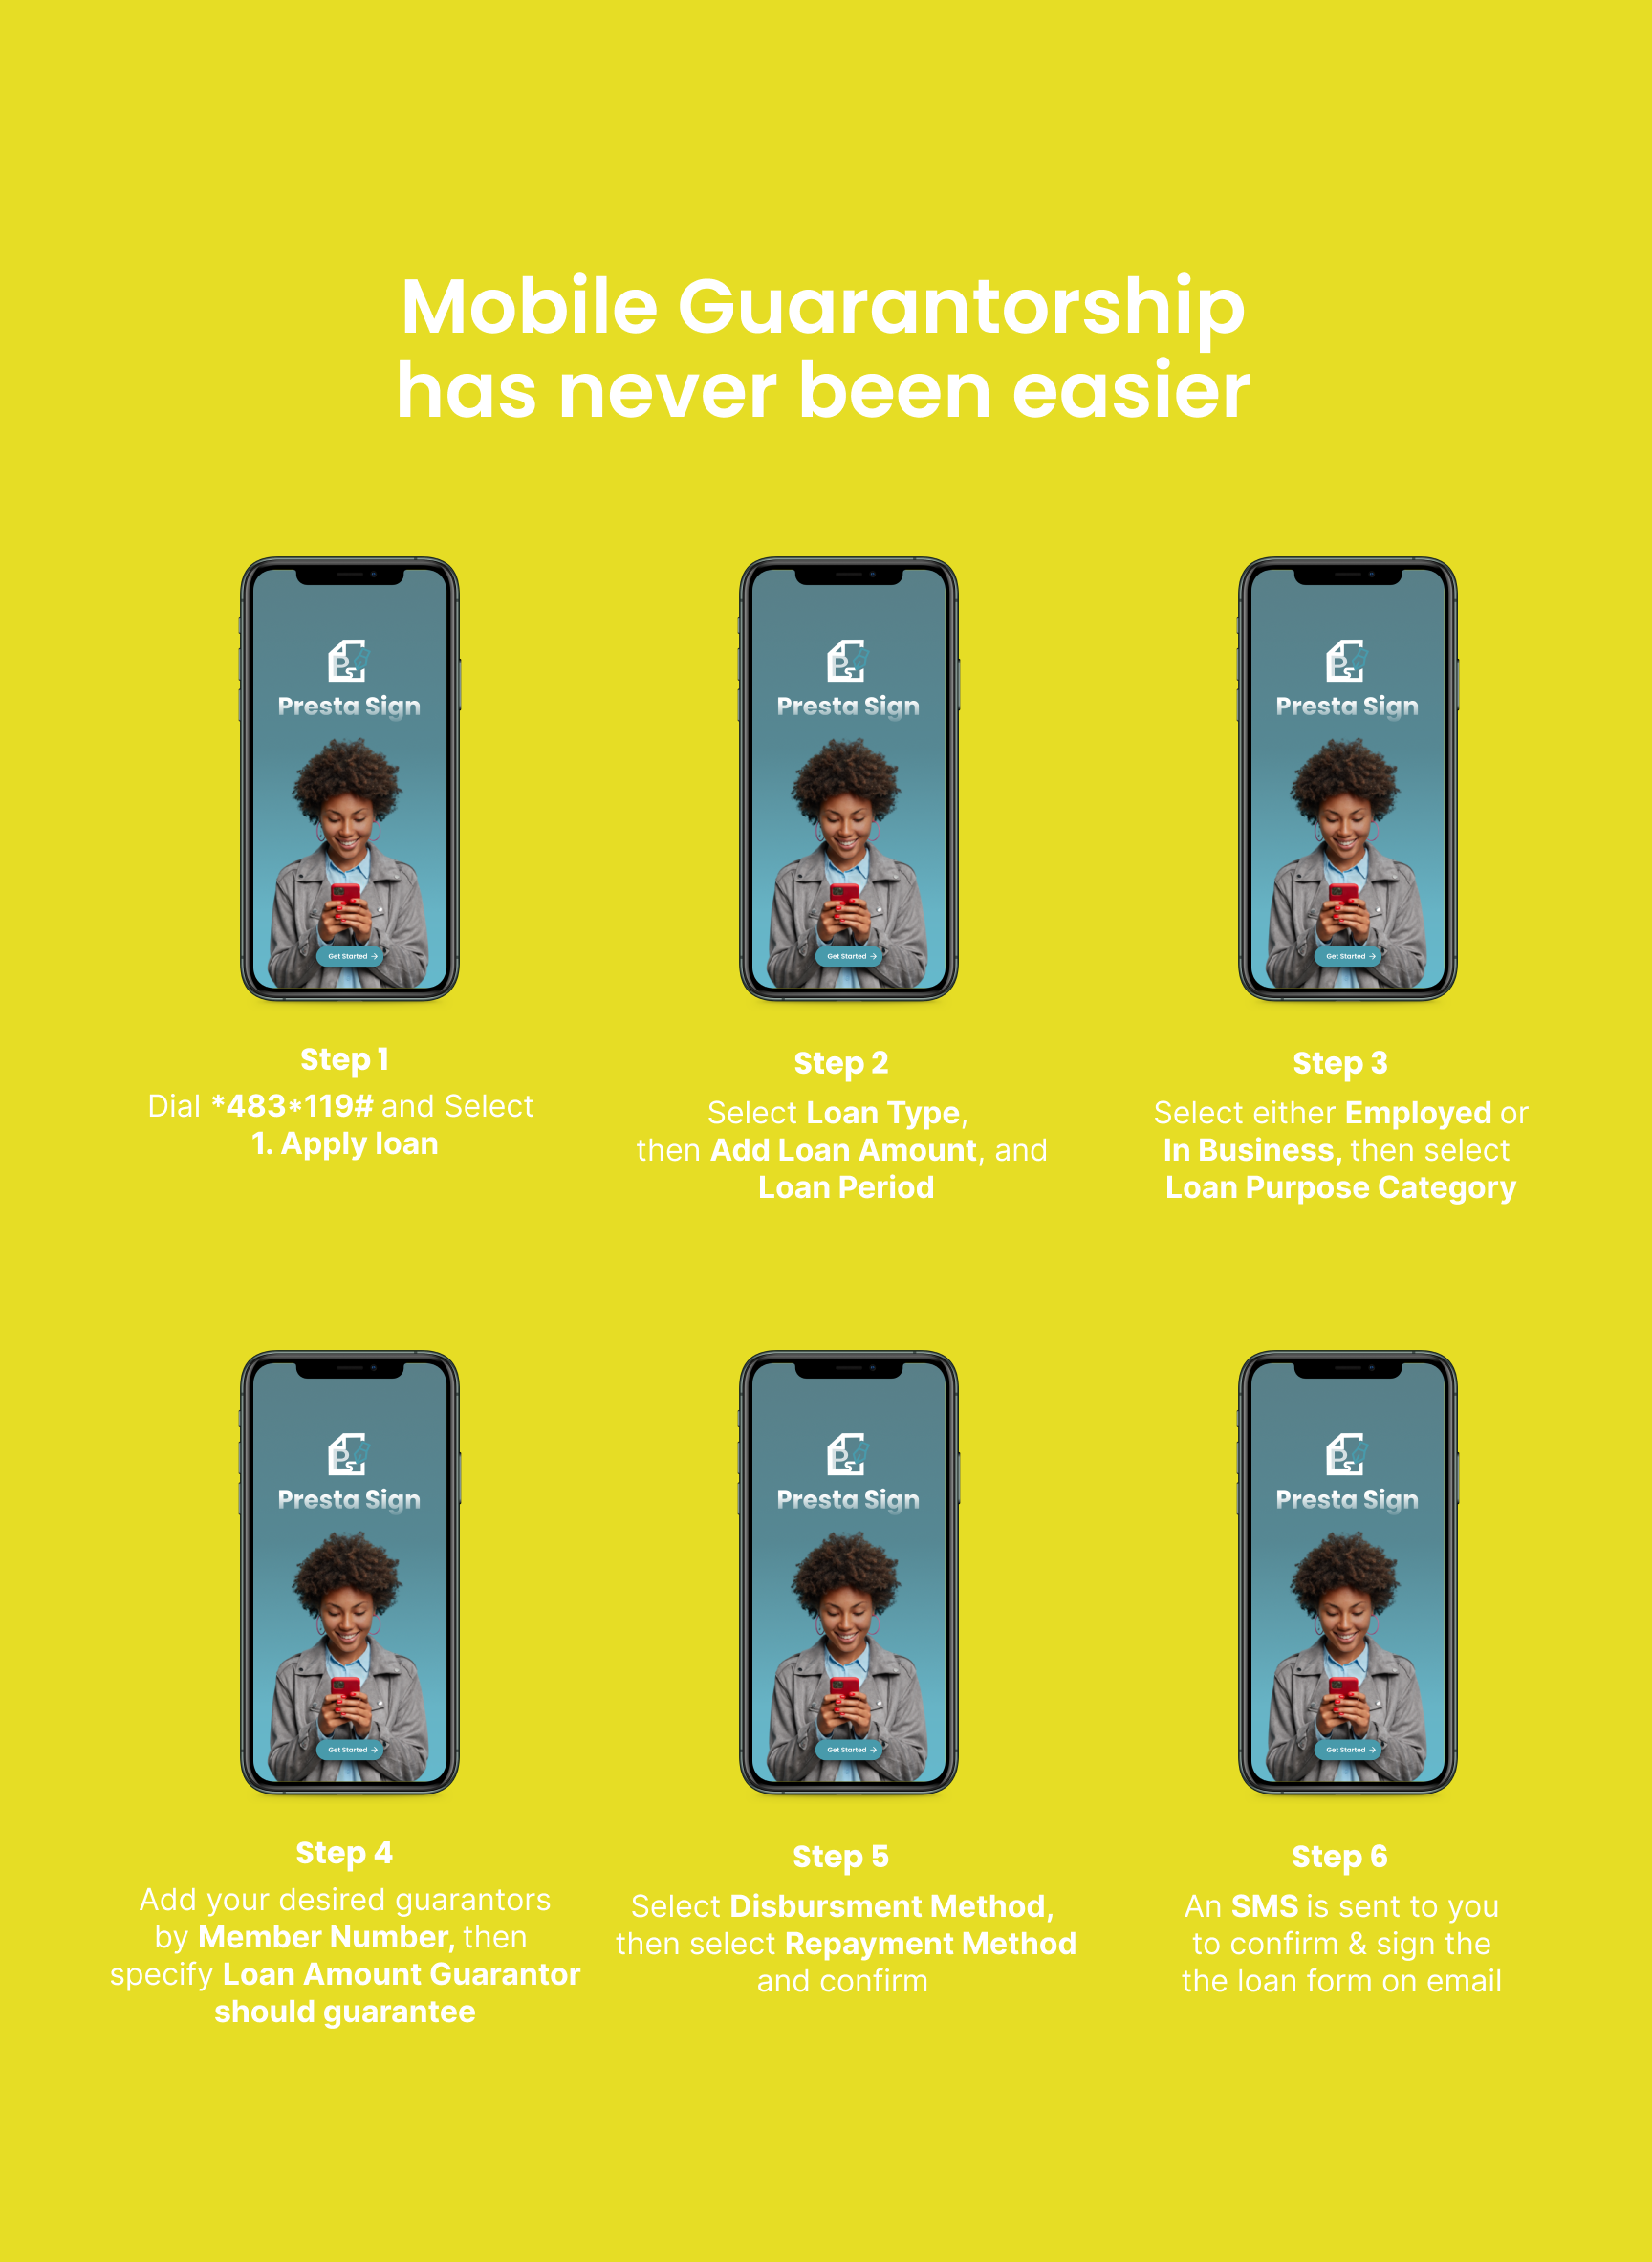 Mobile Guarantorship
has never been easier
Presta Sign
Get Started →
Step 1
Dial *483*119# and Select
1. Apply loan
Presta Sign
Get Started →
Step 2
Select Loan Type,
then Add Loan Amount, and
Loan Period
Presta Sign
Get Started →
Step 3
Select either Employed or
In Business, then select
Loan Purpose Category
Presta Sign
Get Started →
Step 4
Add your desired guarantors
by Member Number, then
specify Loan Amount Guarantor
should guarantee
Presta Sign
Get Started →
Step 5
Select Disbursment Method,
then select Repayment Method
and confirm
Presta Sign
Get Started →
Step 6
An SMS is sent to you
to confirm & sign the
the loan form on email